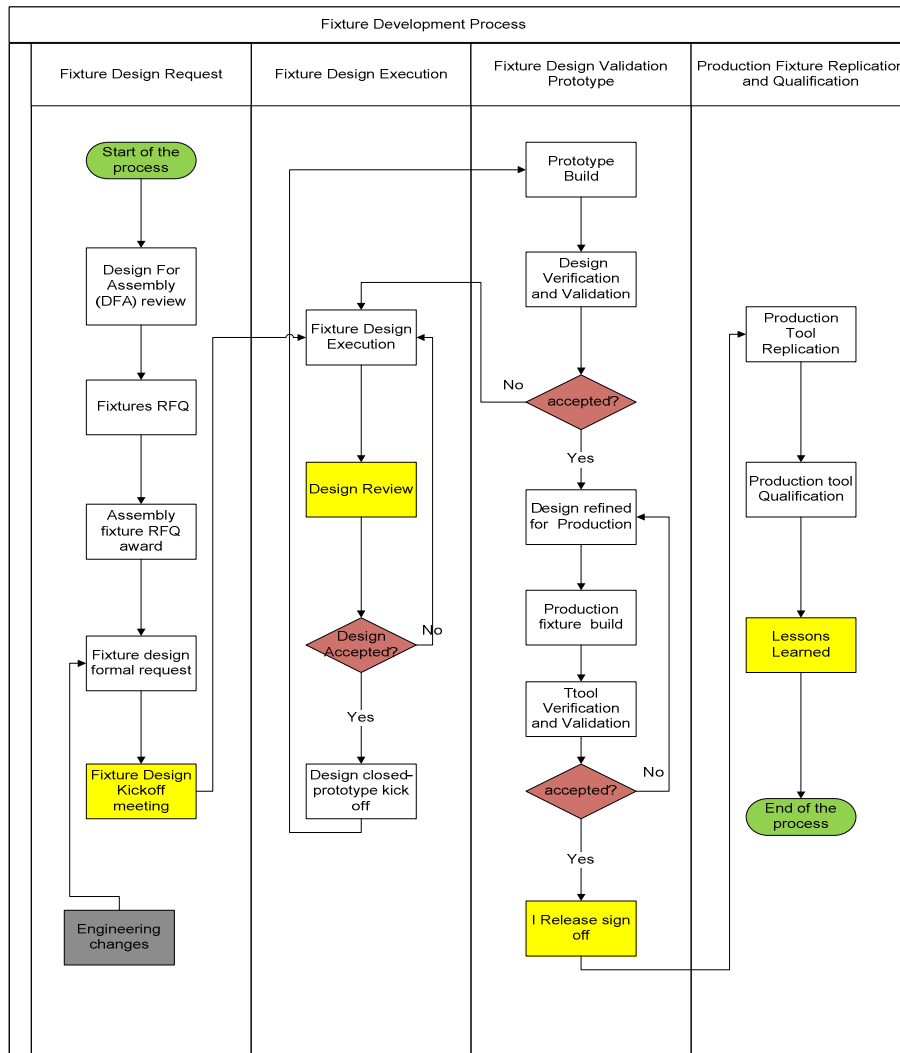 Fixture Development Process
Fixture Design Request
Fixture Design Execution
Fixture Design Validation
Prototype
Production Fixture Replication
and Qualification
Start of the
process
Design For
Assembly
(DFA) review
Fixtures RFQ
Assembly
fixture RFQ
award
Fixture design
formal request
Fixture Design
Kickoff
meeting
Engineering
changes
Fixture Design
Execution
Design Review
Design
Accepted?
No
Yes
Design closed-
prototype kick
off
Prototype
Build
Design
Verification
and Validation
accepted?
No
Yes
Design refined
for Production
Production
fixture build
Ttool
Verification
and Validation
accepted?
No
Yes
I Release sign
off
Production
Tool
Replication
Production tool
Qualification
Lessons
Learned
End of the
process